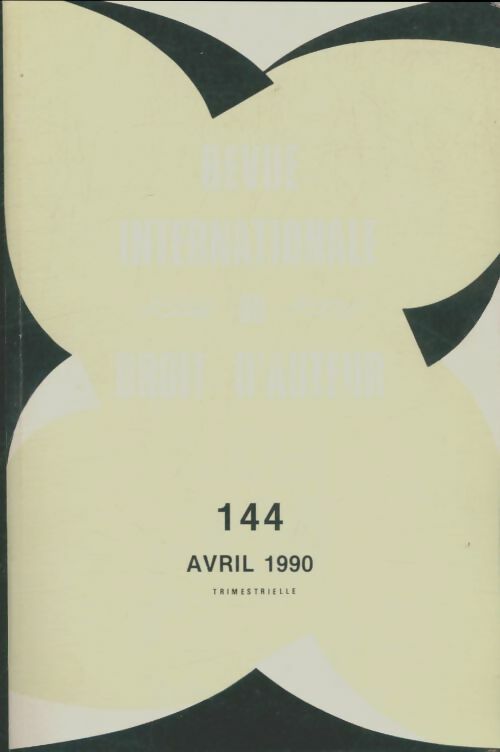 REVUE
INTERNATIONALE
DU
DROIT D'AUTEUR
144
AVRIL 1990
TRIMESTRIELLE